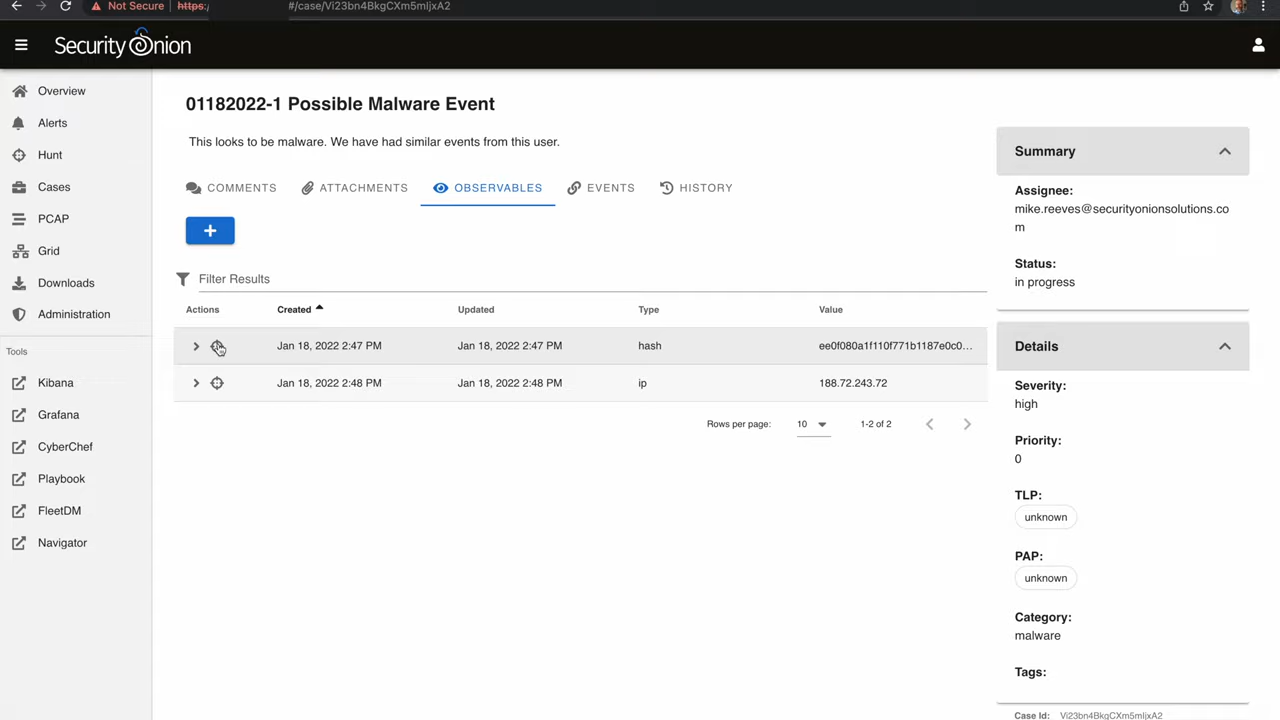 Not Secure https: #/case/Vi23bn4BkgCXm5mIjxA2
Security Onion
Overview
Alerts
Hunt
Cases
PCAP
Grid
Downloads
Administration
Tools
Kibana
Grafana
CyberChef
Playbook
FleetDM
Navigator
01182022-1 Possible Malware Event
This looks to be malware. We have had similar events from this user.
COMMENTS ATTACHMENTS OBSERVABLES EVENTS HISTORY
+
Filter Results
Actions Created Updated Type Value
Jan 18, 2022 2:47 PM Jan 18, 2022 2:47 PM hash ee0f080a1f110f771b1187e0c0...
Jan 18, 2022 2:48 PM Jan 18, 2022 2:48 PM ip 188.72.243.72
Rows per page: 10 1-2 of 2
Summary
Assignee:
mike.reeves@securityonionsolutions.co
m
Status:
in progress
Details
Severity:
high
Priority:
0
TLP:
unknown
PAP:
unknown
Category:
malware
Tags:
Case Id: Vi23bn4BkgCXm5mIjxA2